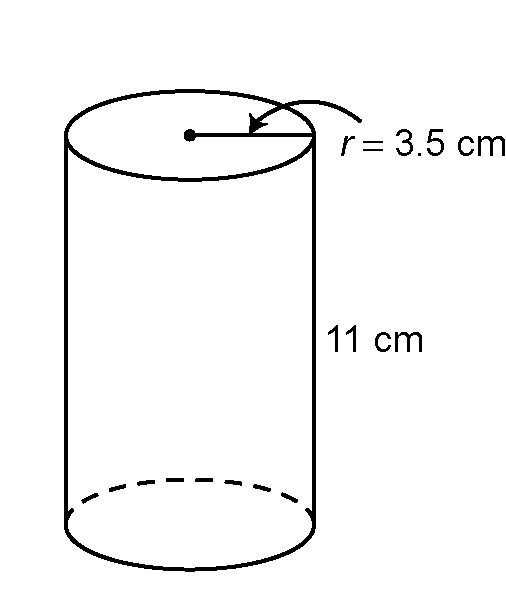 r = 3.5 cm
11 cm